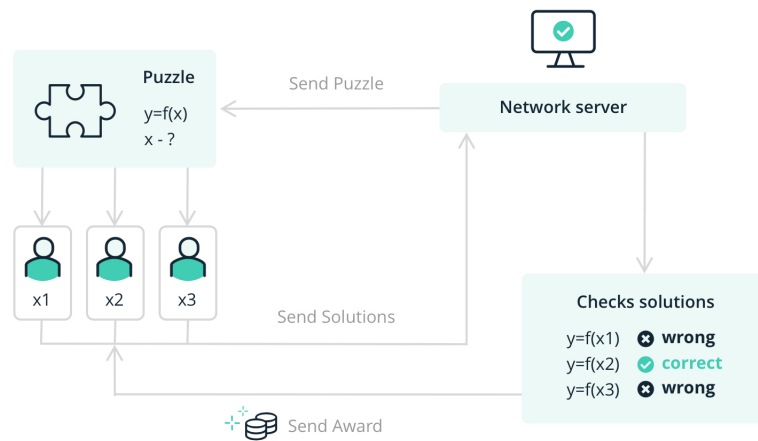 Puzzle
y=f(x)
x - ?
Send Puzzle
Network server
x1
x2
x3
Send Solutions
Checks solutions
y=f(x1) wrong
y=f(x2) correct
y=f(x3) wrong
Send Award